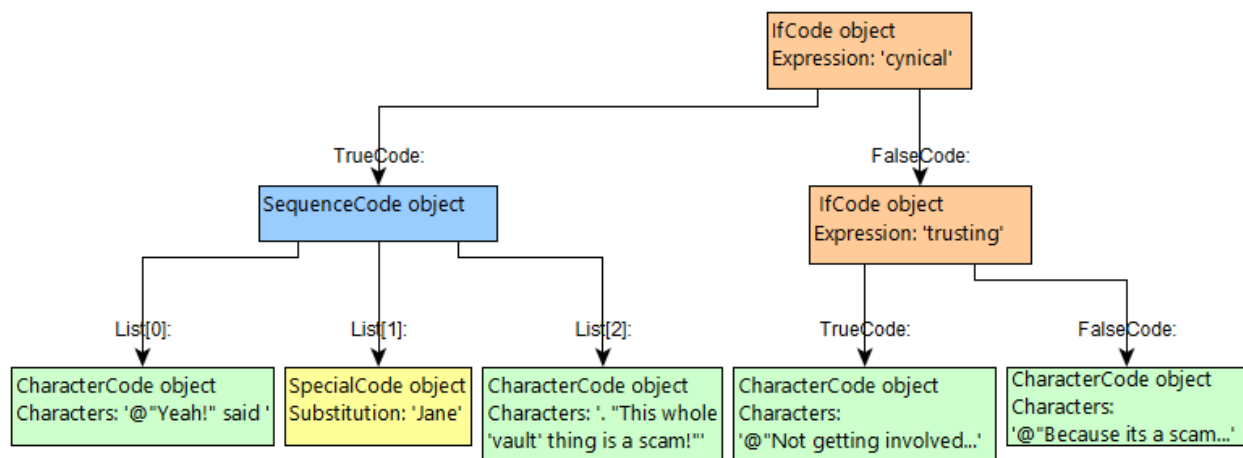 IfCode object
Expression: 'cynical'
TrueCode:
FalseCode:
SequenceCode object
IfCode object
Expression: 'trusting'
List[0]:
List[1]:
List[2]:
TrueCode:
FalseCode:
CharacterCode object
Characters: '@"Yeah!" said '
SpecialCode object
Substitution: 'Jane'
CharacterCode object
Characters: '. "This whole
'vault' thing is a scam!"'
CharacterCode object
Characters:
'@"Not getting involved...'
CharacterCode object
Characters:
'@"Because its a scam...'